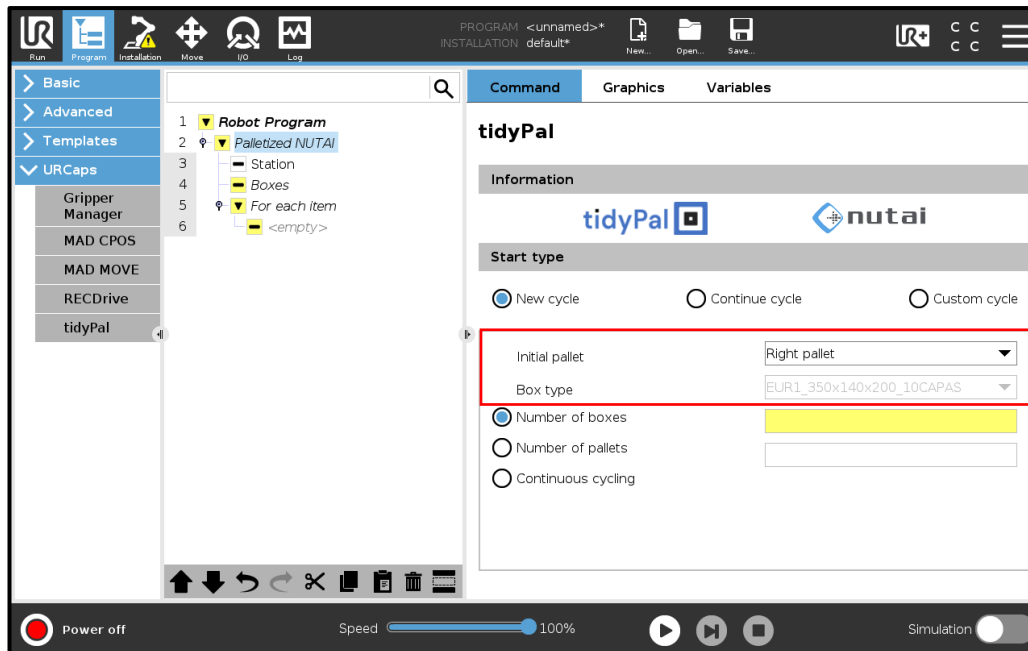 PROGRAM <unnamed>*
INSTALLATION default*
Run Program Installation Move I/O Log New... Open... Save...
UR+
C C
C C
Basic
Advanced
Templates
URCaps
Gripper
Manager
MAD CPOS
MAD MOVE
RECDrive
tidyPal
1 Robot Program
2 Palletized NUTAI
3 Station
4 Boxes
5 For each item
6 <empty>
Command Graphics Variables
tidyPal
Information
tidyPal nutai
Start type
New cycle Continue cycle Custom cycle
Initial pallet Right pallet
Box type EUR1_350x140x200_10CAPAS
Number of boxes
Number of pallets
Continuous cycling
Power off Speed 100% Simulation